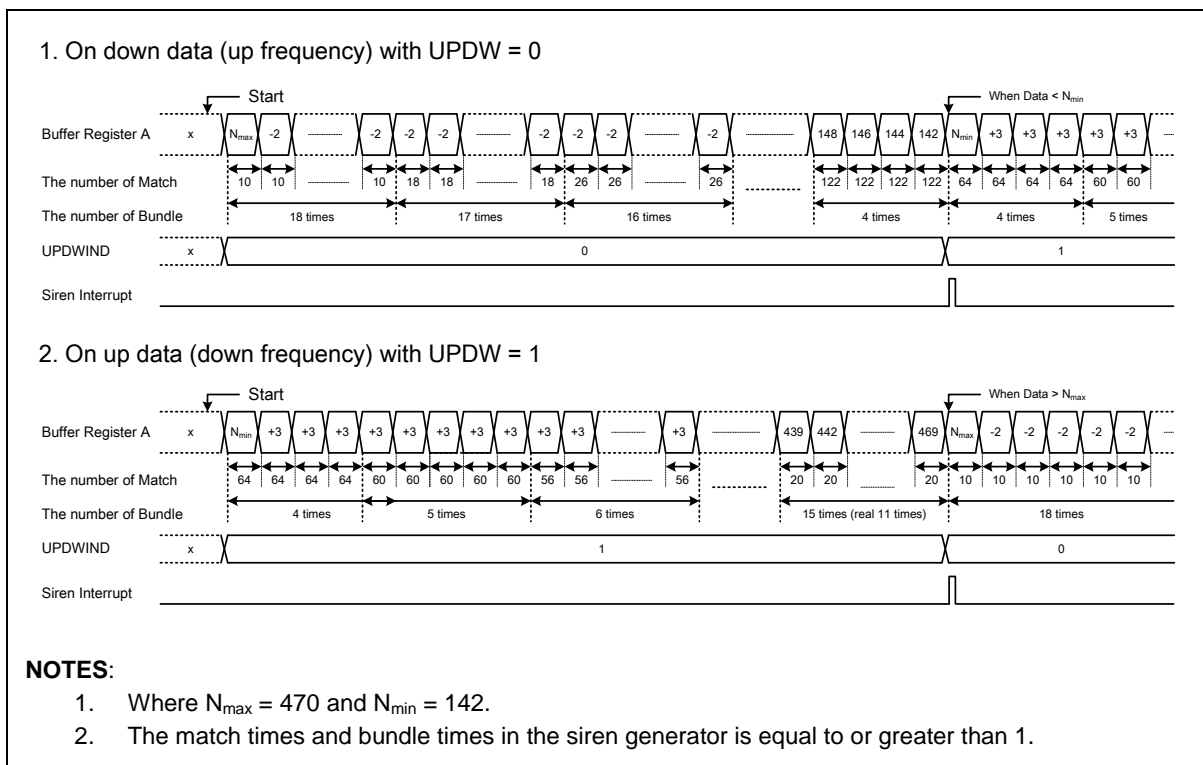 1. On down data (up frequency) with UPDW = 0
Start
When Data < Nmin
Buffer Register A x Nmax -2 -2 -2 -2 -2 -2 -2 -2 148 146 144 142 Nmin +3 +3 +3 +3 +3
The number of Match 10 10 10 18 18 18 26 26 26 122 122 122 122 64 64 64 64 60 60
The number of Bundle 18 times 17 times 16 times 4 times 4 times 5 times
UPDWIND x 0 1
Siren Interrupt
2. On up data (down frequency) with UPDW = 1
Start
When Data > Nmax
Buffer Register A x Nmin +3 +3 +3 +3 +3 +3 +3 +3 +3 +3 +3 439 442 469 Nmax -2 -2 -2 -2 -2
The number of Match 64 64 64 64 60 60 60 60 60 56 56 56 20 20 20 10 10 10 10 10 10
The number of Bundle 4 times 5 times 6 times 15 times (real 11 times) 18 times
UPDWIND x 1 0
Siren Interrupt
NOTES:
1. Where Nmax = 470 and Nmin = 142.
2. The match times and bundle times in the siren generator is equal to or greater than 1.